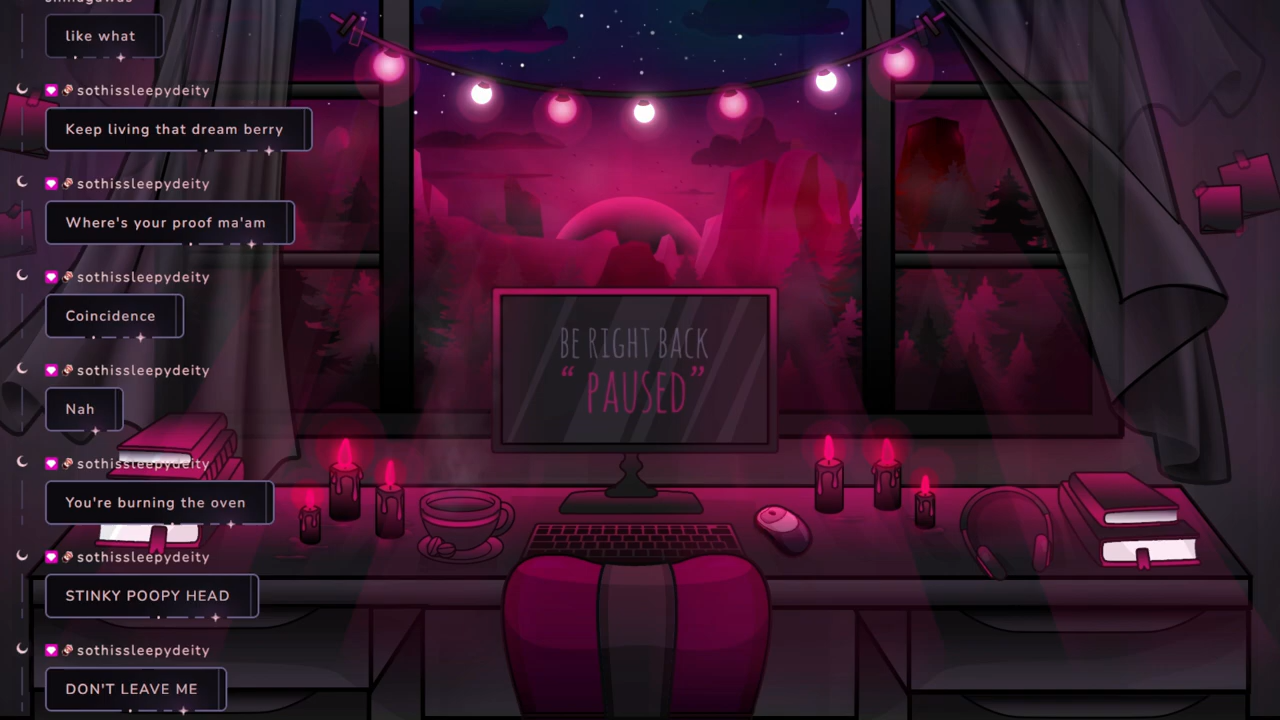 like what
sothissleepydeity
Keep living that dream berry
sothissleepydeity
Where's your proof ma'am
sothissleepydeity
Coincidence
sothissleepydeity
Nah
sothissleepydeity
You're burning the oven
sothissleepydeity
STINKY POOPY HEAD
sothissleepydeity
DON'T LEAVE ME
BE RIGHT BACK
“ PAUSED”